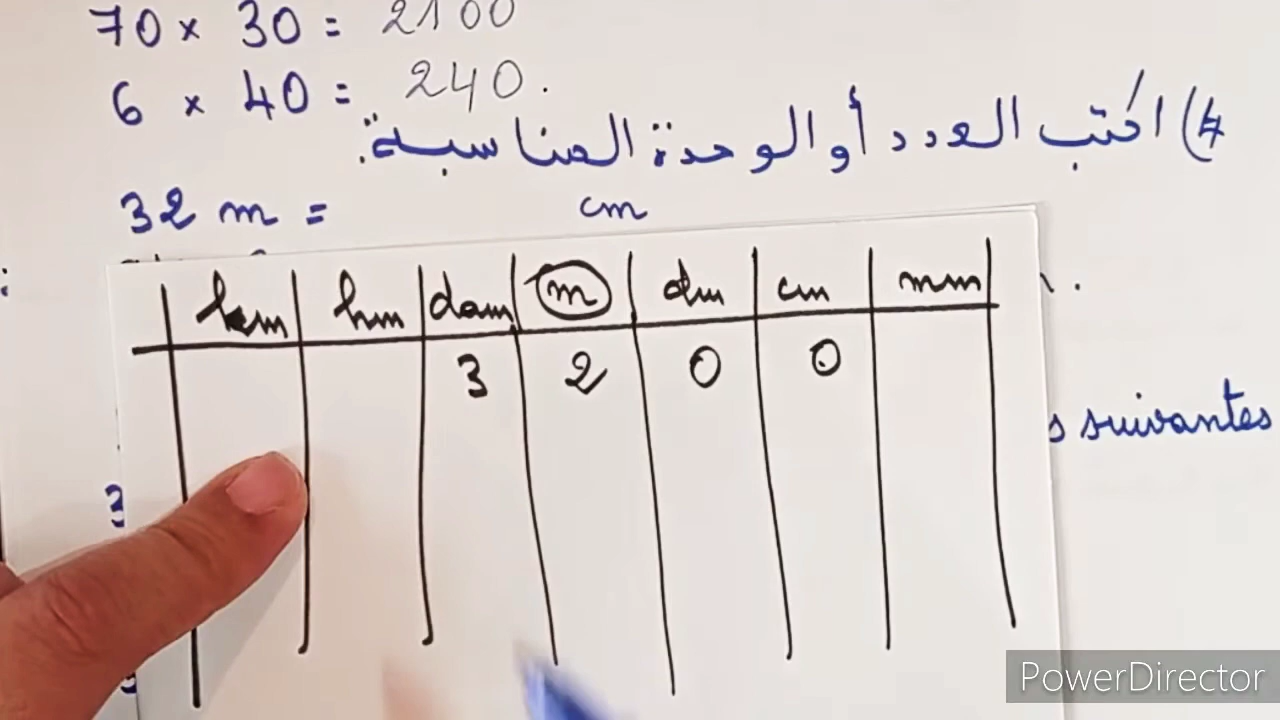 70 × 30 = 2100
6 × 40 = 240.
4) اكتب العدد أو الوحدة المناسبة.
32 m = cm
km hm dam m dm cm mm
3 2 0 0
s suivantes
3
PowerDirector